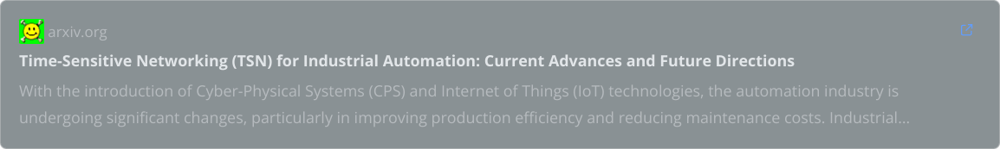 arxiv.org
Time-Sensitive Networking (TSN) for Industrial Automation: Current Advances and Future Directions
With the introduction of Cyber-Physical Systems (CPS) and Internet of Things (IoT) technologies, the automation industry is
undergoing significant changes, particularly in improving production efficiency and reducing maintenance costs. Industrial...